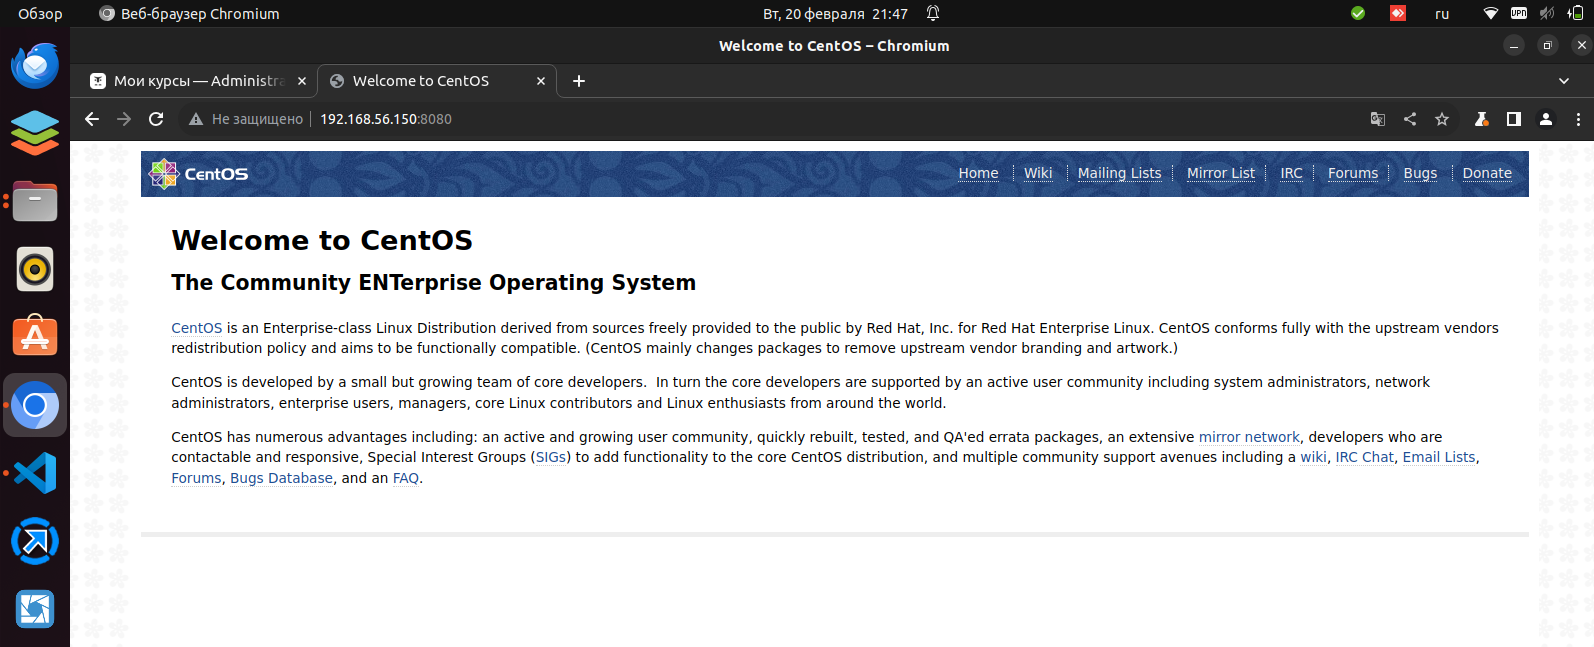 Обзор
Веб-браузер Chromium
Вт, 20 февраля 21:47
ru
VPN
Welcome to CentOS – Chromium
Мои курсы — Administra
Welcome to CentOS
Не защищено
192.168.56.150:8080
CentOS
Home
Wiki
Mailing Lists
Mirror List
IRC
Forums
Bugs
Donate
Welcome to CentOS
The Community ENTerprise Operating System
CentOS is an Enterprise-class Linux Distribution derived from sources freely provided to the public by Red Hat, Inc. for Red Hat Enterprise Linux. CentOS conforms fully with the upstream vendors
redistribution policy and aims to be functionally compatible. (CentOS mainly changes packages to remove upstream vendor branding and artwork.)
CentOS is developed by a small but growing team of core developers.  In turn the core developers are supported by an active user community including system administrators, network
administrators, enterprise users, managers, core Linux contributors and Linux enthusiasts from around the world.
CentOS has numerous advantages including: an active and growing user community, quickly rebuilt, tested, and QA'ed errata packages, an extensive mirror network, developers who are
contactable and responsive, Special Interest Groups (SIGs) to add functionality to the core CentOS distribution, and multiple community support avenues including a wiki, IRC Chat, Email Lists,
Forums, Bugs Database, and an FAQ.